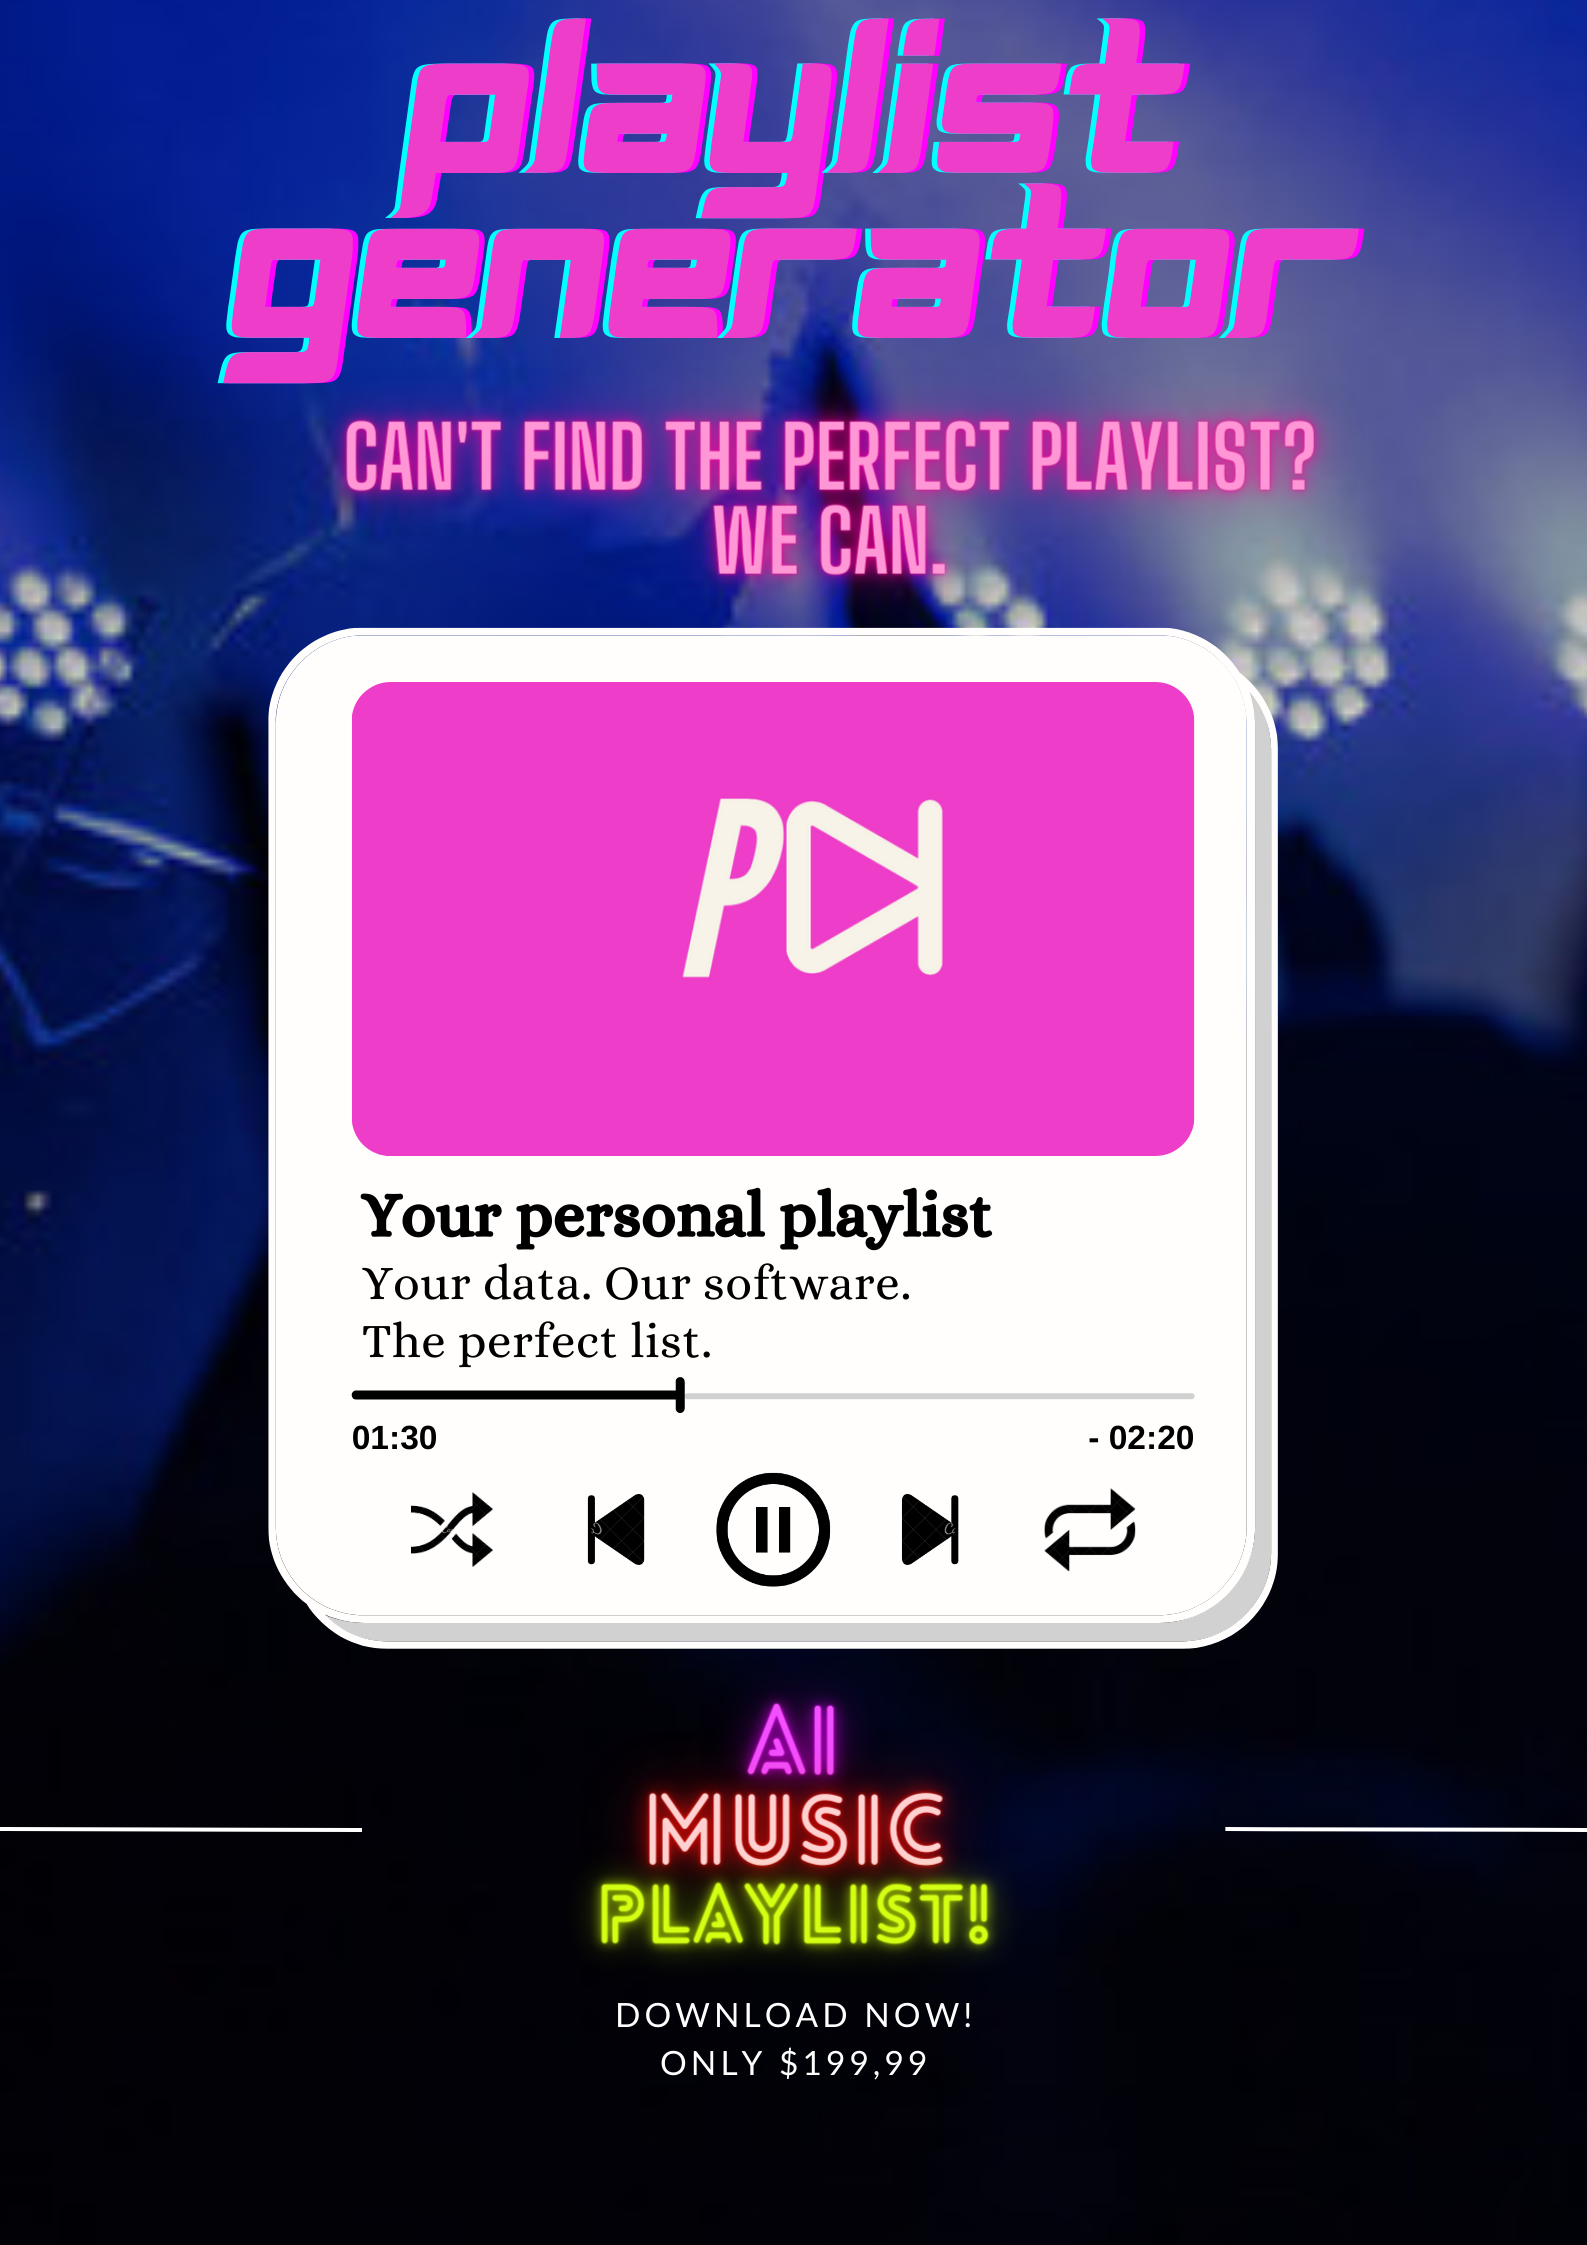 playlist
generator
CAN'T FIND THE PERFECT PLAYLIST?
WE CAN.
P
Your personal playlist
Your data. Our software.
The perfect list.
01:30 - 02:20
AI
MUSIC
PLAYLIST!
DOWNLOAD NOW!
ONLY $199,99